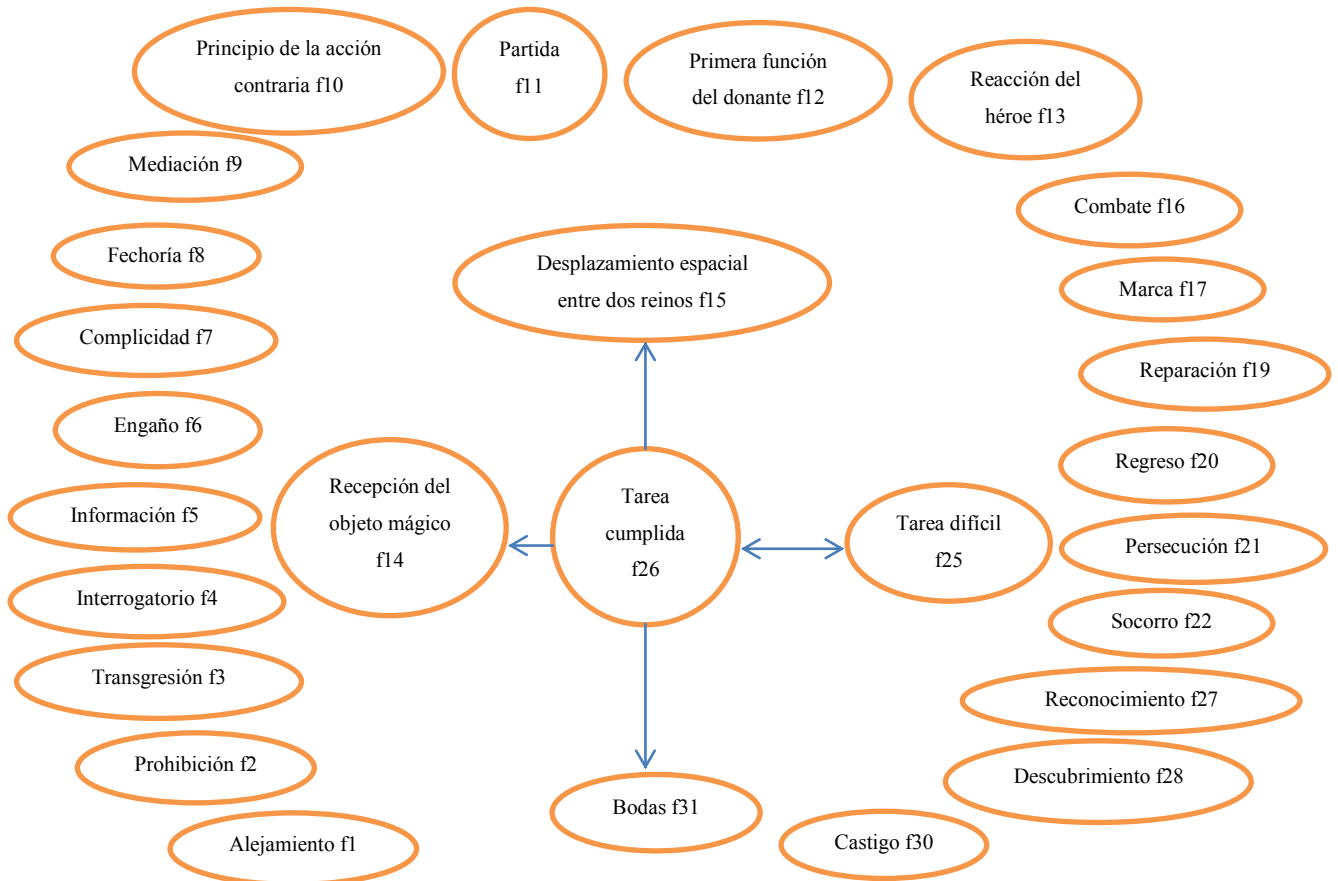 Principio de la acción
contraria f10
Partida
f11
Primera función
del donante f12
Reacción del
héroe f13
Mediación f9
Combate f16
Fechoría f8
Desplazamiento espacial
entre dos reinos f15
Marca f17
Complicidad f7
Reparación f19
Engaño f6
Regreso f20
Recepción del
objeto mágico
f14
Tarea
cumplida
f26
Tarea difícil
f25
Información f5
Persecución f21
Interrogatorio f4
Socorro f22
Transgresión f3
Reconocimiento f27
Prohibición f2
Descubrimiento f28
Bodas f31
Alejamiento f1
Castigo f30